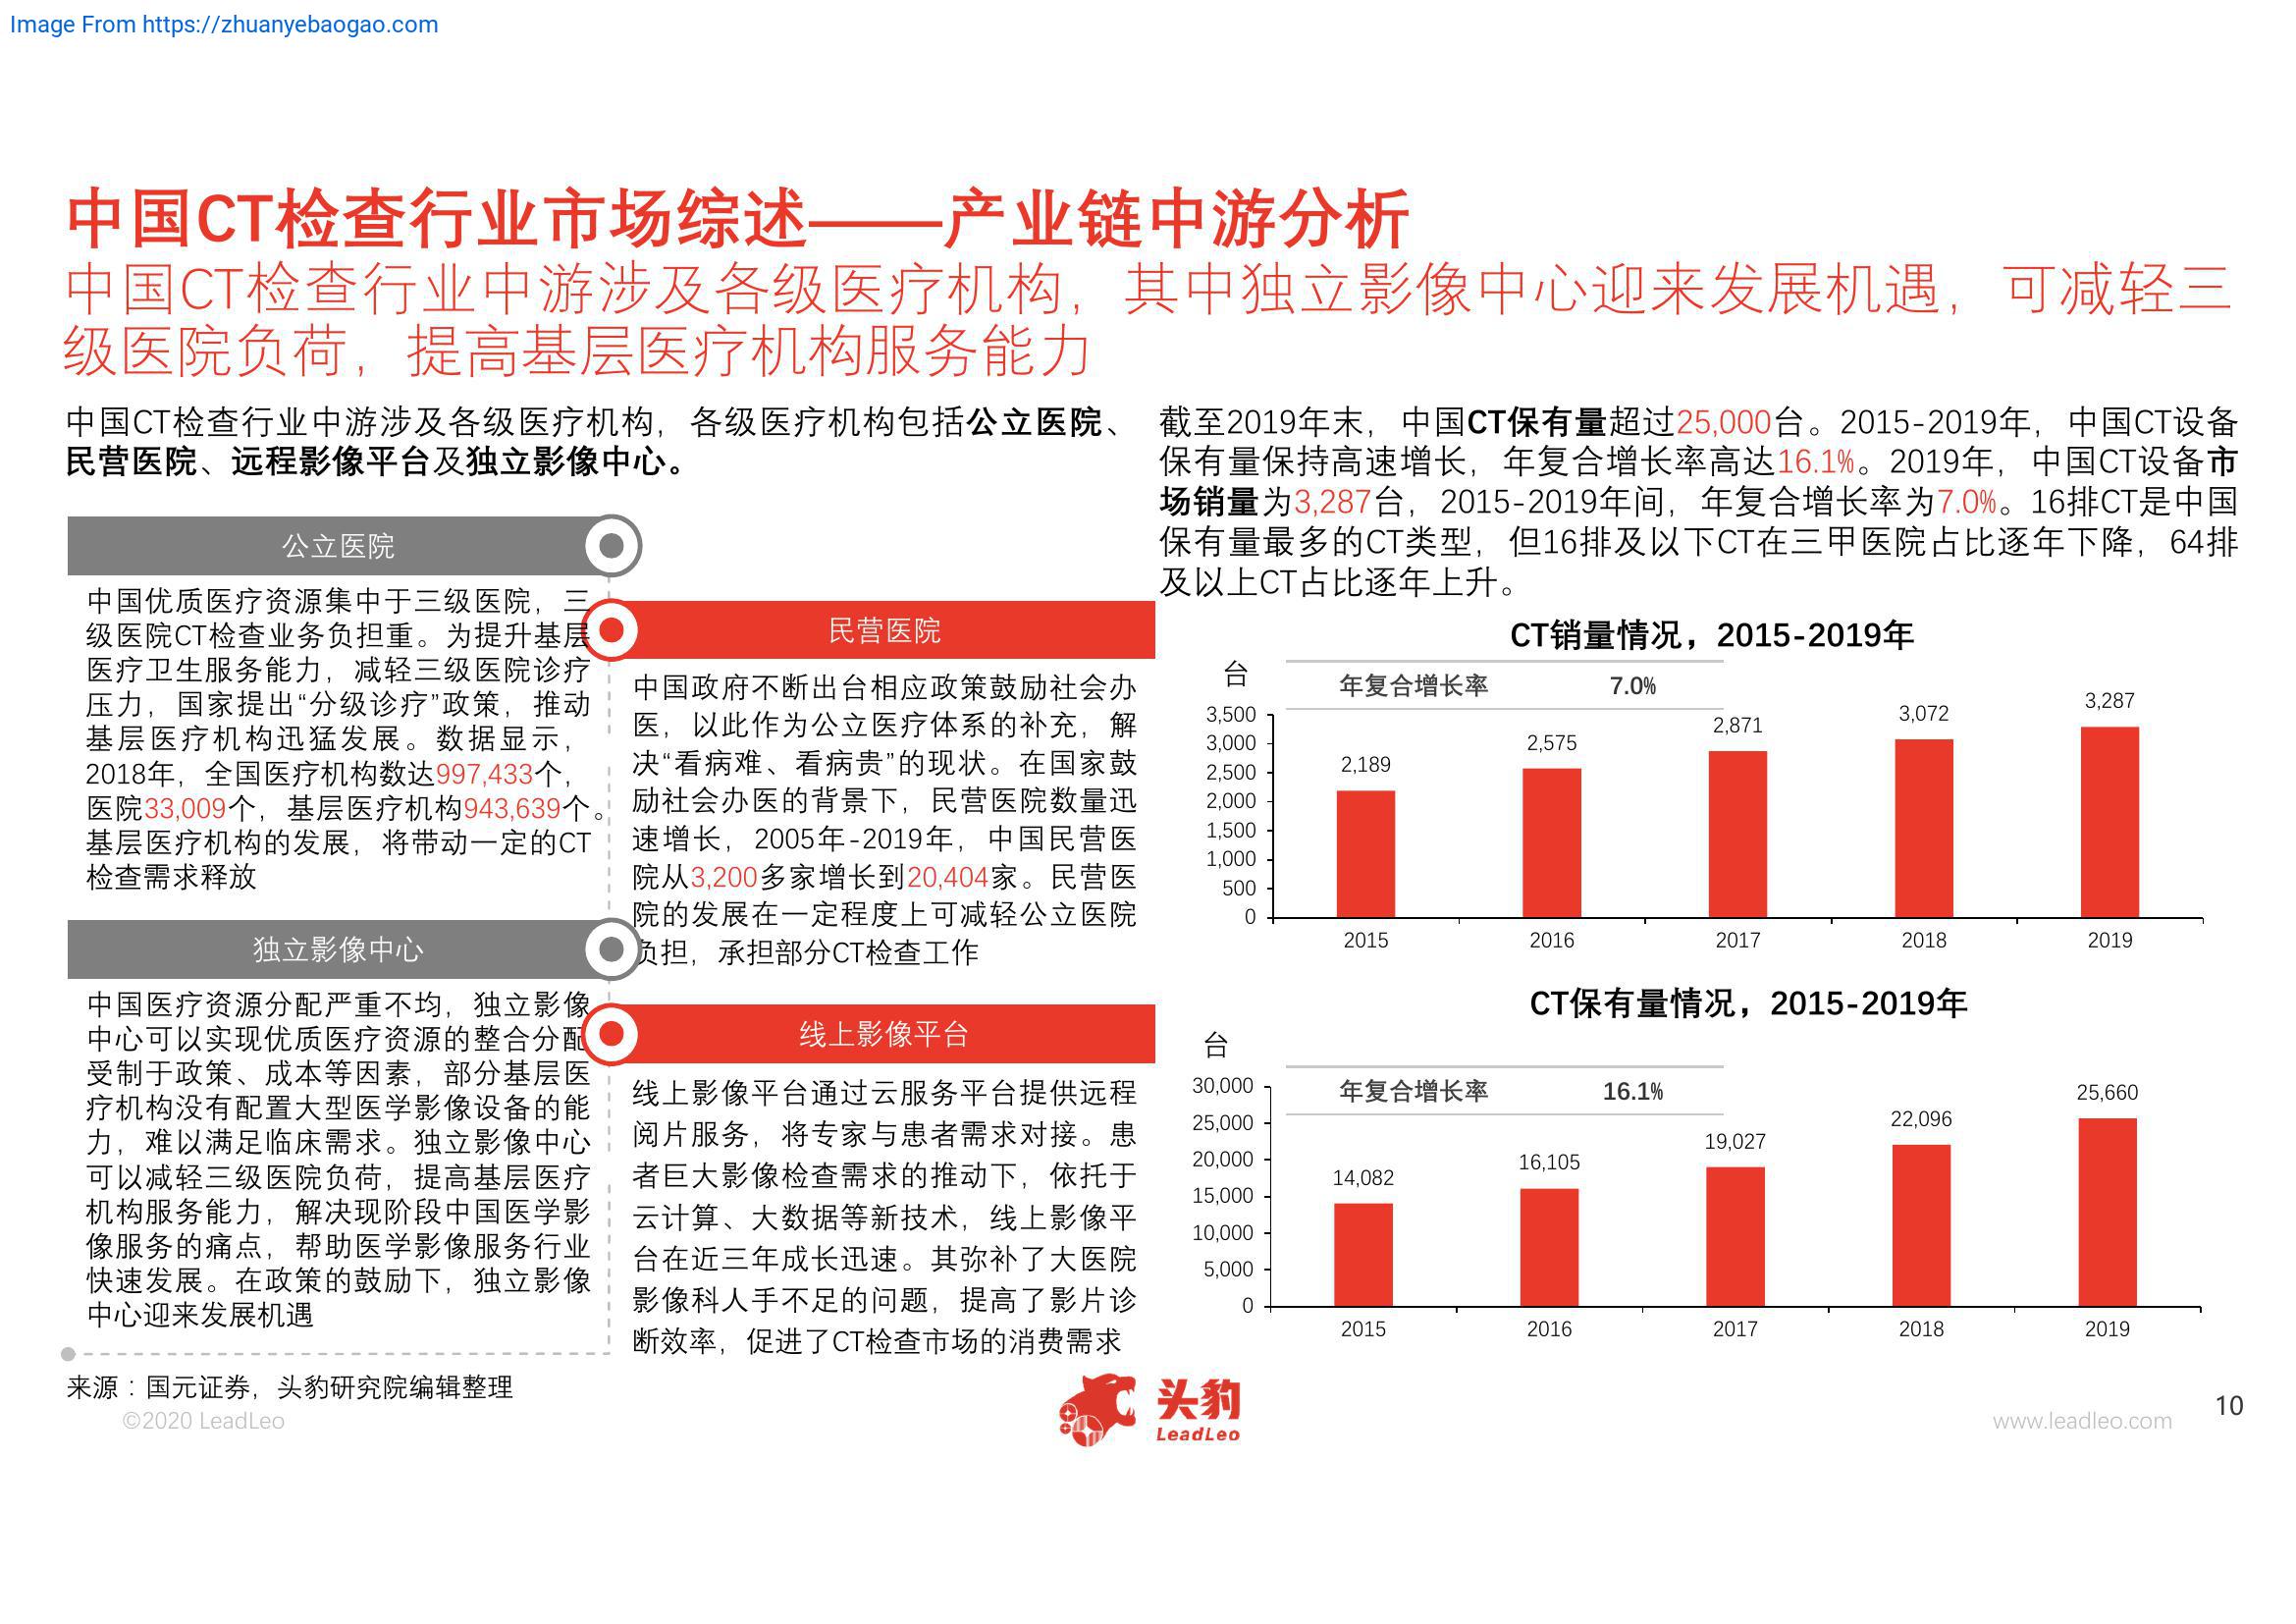 Image From https://zhuanyebaogao.com
中国CT检查行业市场综述——产业链中游分析
中国CT检查行业中游涉及各级医疗机构，其中独立影像中心迎来发展机遇，可减轻三
级医院负荷，提高基层医疗机构服务能力
中国CT检查行业中游涉及各级医疗机构，各级医疗机构包括公立医院、
民营医院、远程影像平台及独立影像中心。
公立医院
中国优质医疗资源集中于三级医院，三
级医院CT检查业务负担重。为提升基层
医疗卫生服务能力，减轻三级医院诊疗
压力，国家提出“分级诊疗”政策，推动
基层医疗机构迅猛发展。数据显示，
2018年，全国医疗机构数达997,433个，
医院33,009个，基层医疗机构943,639个。
基层医疗机构的发展，将带动一定的CT
检查需求释放
民营医院
中国政府不断出台相应政策鼓励社会办
医，以此作为公立医疗体系的补充，解
决“看病难、看病贵”的现状。在国家鼓
励社会办医的背景下，民营医院数量迅
速增长，2005年-2019年，中国民营医
院从3,200多家增长到20,404家。民营医
院的发展在一定程度上可减轻公立医院
负担，承担部分CT检查工作
独立影像中心
中国医疗资源分配严重不均，独立影像
中心可以实现优质医疗资源的整合分配
受制于政策、成本等因素，部分基层医
疗机构没有配置大型医学影像设备的能
力，难以满足临床需求。独立影像中心
可以减轻三级医院负荷，提高基层医疗
机构服务能力，解决现阶段中国医学影
像服务的痛点，帮助医学影像服务行业
快速发展。在政策的鼓励下，独立影像
中心迎来发展机遇
线上影像平台
线上影像平台通过云服务平台提供远程
阅片服务，将专家与患者需求对接。患
者巨大影像检查需求的推动下，依托于
云计算、大数据等新技术，线上影像平
台在近三年成长迅速。其弥补了大医院
影像科人手不足的问题，提高了影片诊
断效率，促进了CT检查市场的消费需求
截至2019年末，中国CT保有量超过25,000台。2015-2019年，中国CT设备
保有量保持高速增长，年复合增长率高达16.1%。2019年，中国CT设备市
场销量为3,287台，2015-2019年间，年复合增长率为7.0%。16排CT是中国
保有量最多的CT类型，但16排及以下CT在三甲医院占比逐年下降，64排
及以上CT占比逐年上升。
CT销量情况，2015-2019年
台
年复合增长率 7.0%
3,500
3,000
2,500
2,000
1,500
1,000
500
0
2,189
2,575
2,871
3,072
3,287
2015 2016 2017 2018 2019
CT保有量情况，2015-2019年
台
年复合增长率 16.1%
30,000
25,000
20,000
15,000
10,000
5,000
0
14,082
16,105
19,027
22,096
25,660
2015 2016 2017 2018 2019
来源：国元证券，头豹研究院编辑整理
©2020 LeadLeo
头豹
LeadLeo
www.leadleo.com
10